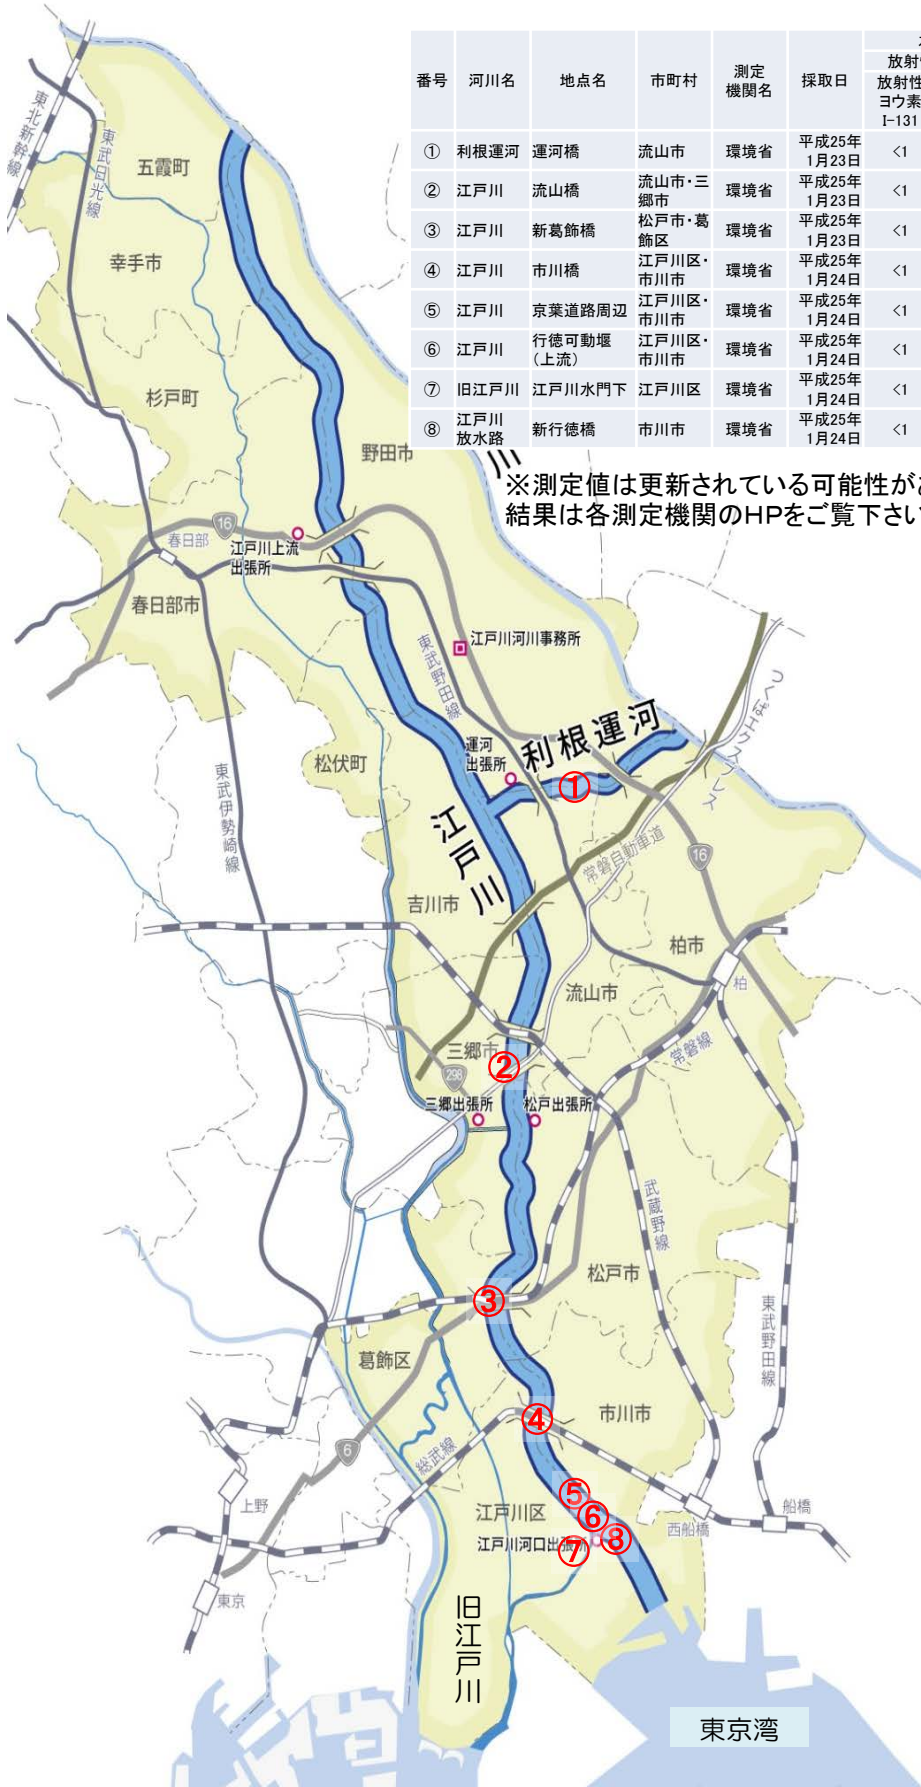 番号 河川名 地点名 市町村 測定機関名 採取日 放射性ヨウ素 I-131
① 利根運河 運河橋 流山市 環境省 平成25年1月23日 <1
② 江戸川 流山橋 流山市・三郷市 環境省 平成25年1月23日 <1
③ 江戸川 新葛飾橋 松戸市・葛飾区 環境省 平成25年1月23日 <1
④ 江戸川 市川橋 江戸川区・市川市 環境省 平成25年1月24日 <1
⑤ 江戸川 京葉道路周辺 江戸川区・市川市 環境省 平成25年1月24日 <1
⑥ 江戸川 行徳可動堰(上流) 江戸川区・市川市 環境省 平成25年1月24日 <1
⑦ 旧江戸川 江戸川水門下 江戸川区 環境省 平成25年1月24日 <1
⑧ 江戸川放水路 新行徳橋 市川市 環境省 平成25年1月24日 <1
※測定値は更新されている可能性が
結果は各測定機関のHPをご覧下さい
東北新幹線
東武日光線
五霞町
幸手市
杉戸町
野田市
川
16
春日部
江戸川上流
出張所
春日部市
江戸川河川事務所
東武野田線
つくばエクスプレス
利根運河
運河
出張所
①
松伏町
東武伊勢崎線
江戸川
常磐自動車道
16
吉川市
柏市
柏
流山市
三郷市
②
常磐線
298
三郷出張所
松戸出張所
武蔵野線
松戸市
③
東武野田線
葛飾区
④
市川市
6
総武線
上野
⑤
⑥
江戸川区
西船橋
船橋
江戸川河口出張所
⑦
⑧
東京
旧江戸川
東京湾